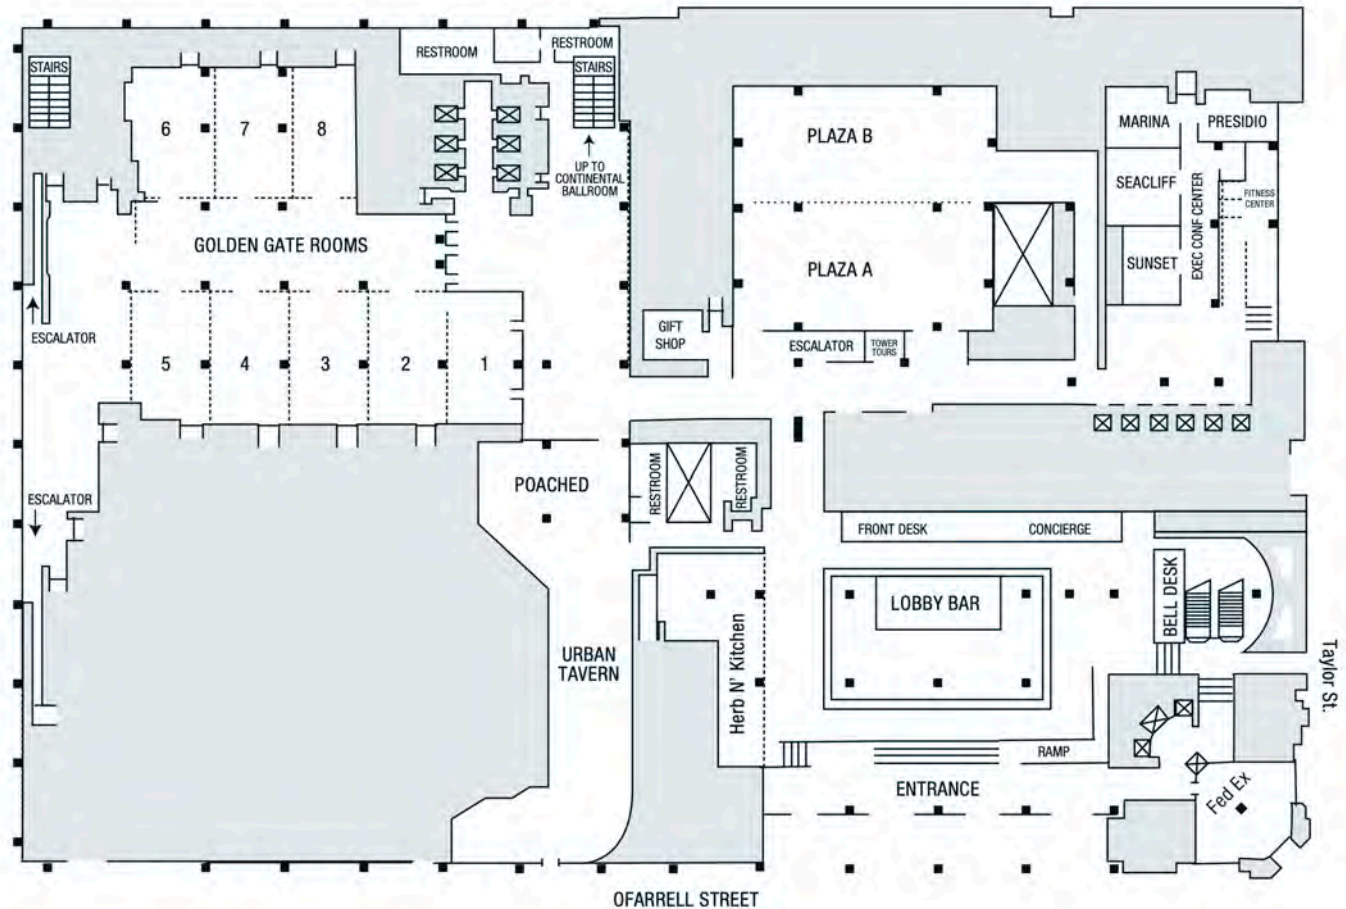 RESTROOM
RESTROOM
STAIRS
STAIRS
6
7
8
UP TO
CONTINENTAL
BALLROOM
GOLDEN GATE ROOMS
ESCALATOR
5
4
3
2
1
PLAZA B
PLAZA A
GIFT
SHOP
ESCALATOR
TOWER
TOURS
MARINA
PRESIDIO
SEACLIFF
SUNSET
EXEC CONF CENTER
FITNESS
CENTER
ESCALATOR
POACHED
RESTROOM
RESTROOM
FRONT DESK
CONCIERGE
LOBBY BAR
BELL DESK
URBAN
TAVERN
Herb N' Kitchen
Taylor St.
RAMP
ENTRANCE
Fed Ex
OFARRELL STREET